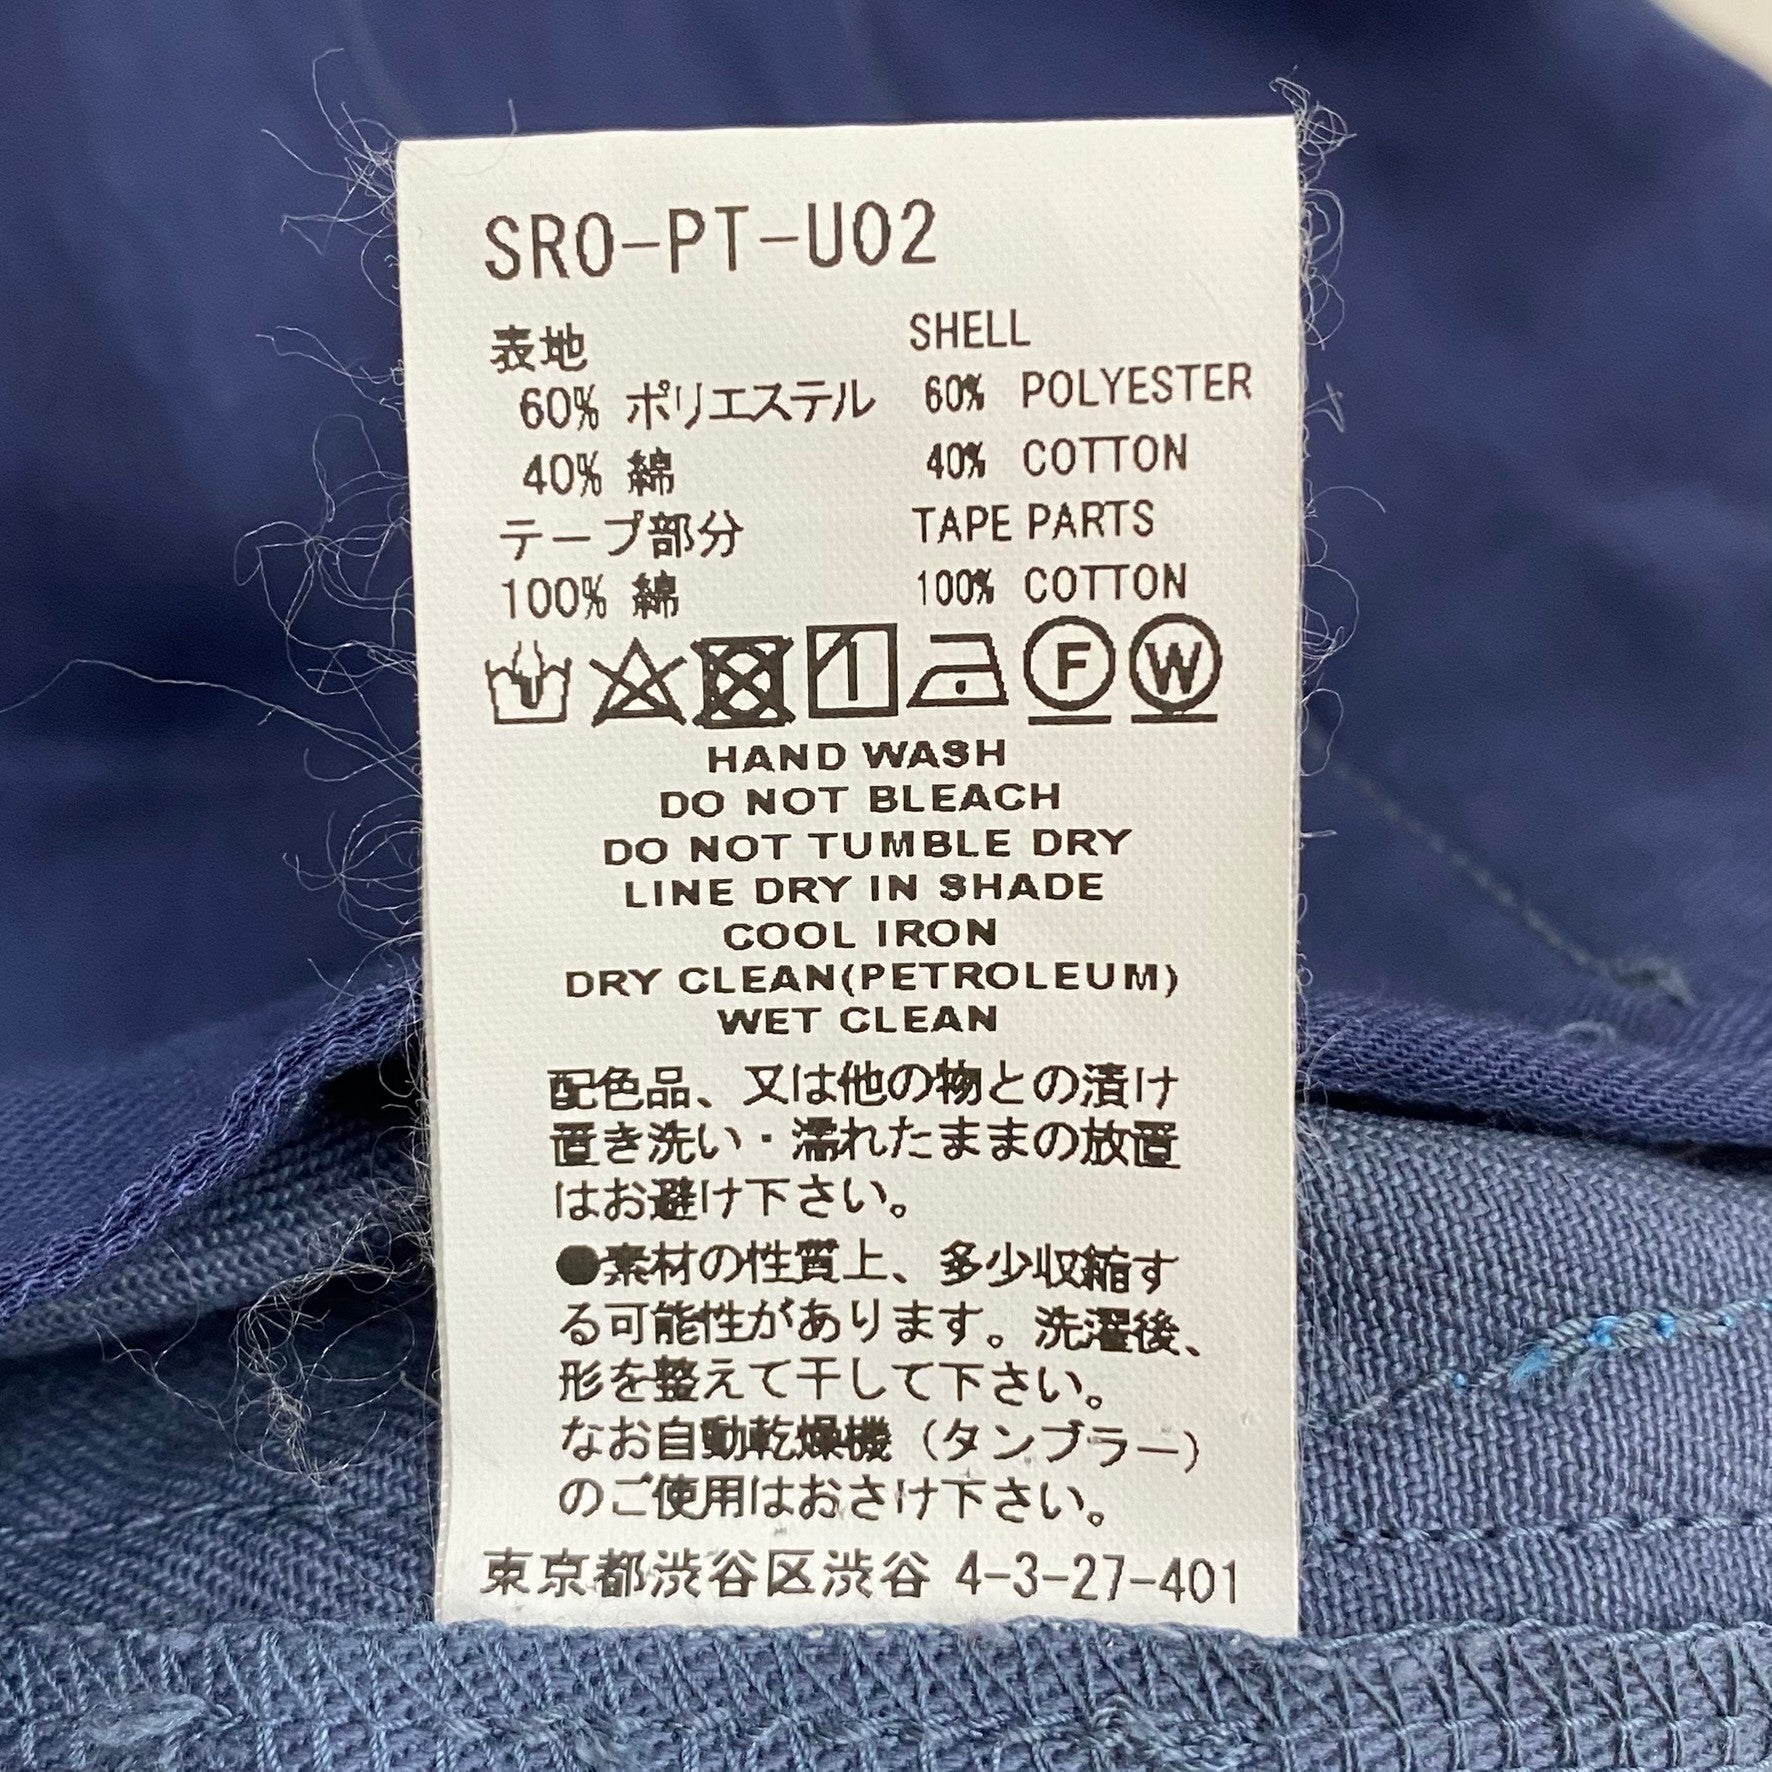 SRO-PT-U02
表地 SHELL
60% ポリエステル 60% POLYESTER
40% 綿 40% COTTON
テープ部分 TAPE PARTS
100% 綿 100% COTTON
F W
HAND WASH
DO NOT BLEACH
DO NOT TUMBLE DRY
LINE DRY IN SHADE
COOL IRON
DRY CLEAN(PETROLEUM)
WET CLEAN
配色品、又は他の物との漬け
置き洗い・濡れたままの放置
はお避け下さい。
●素材の性質上、多少収縮す
る可能性があります。洗濯後、
形を整えて干して下さい。
なお自動乾燥機（タンブラー）
のご使用はおさけ下さい。
東京都渋谷区渋谷 4-3-27-401